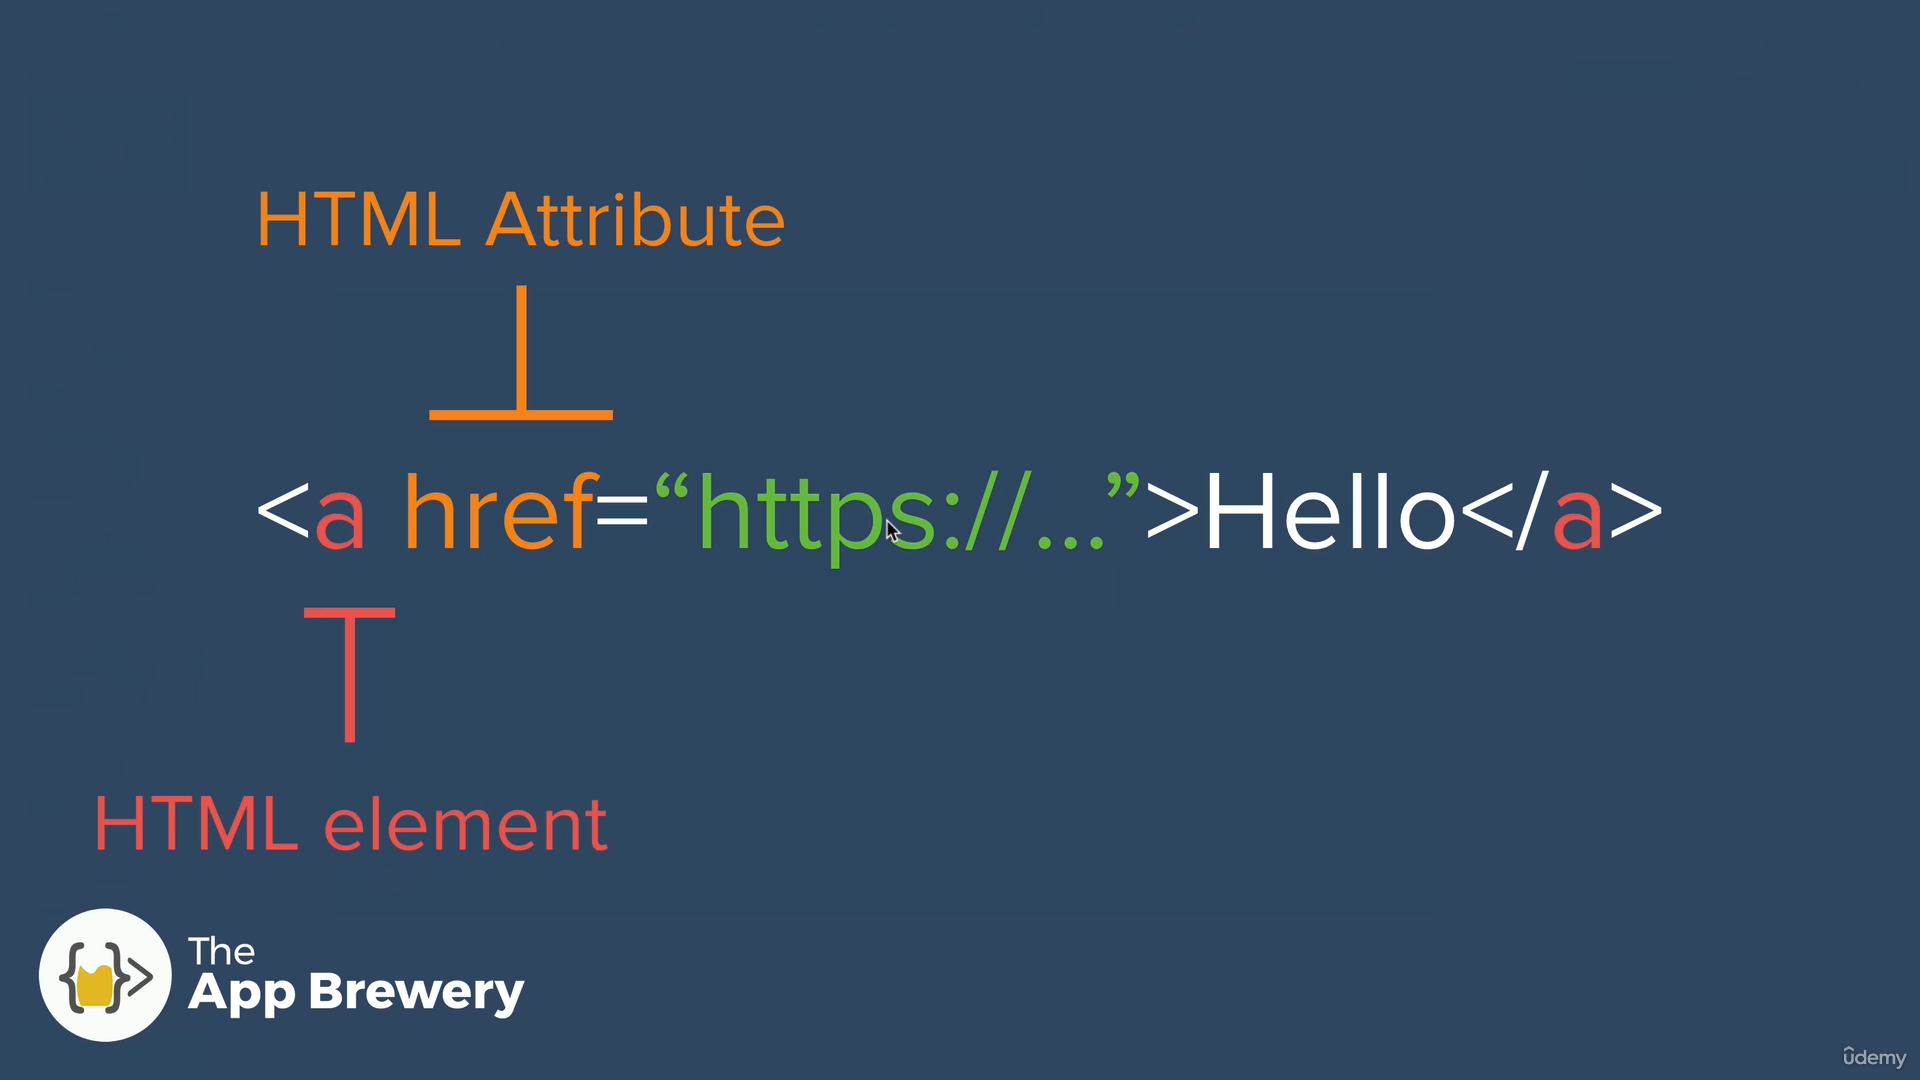 HTML Attribute
<a href=“https://...”>Hello</a>
HTML element
The
App Brewery
ûdemy